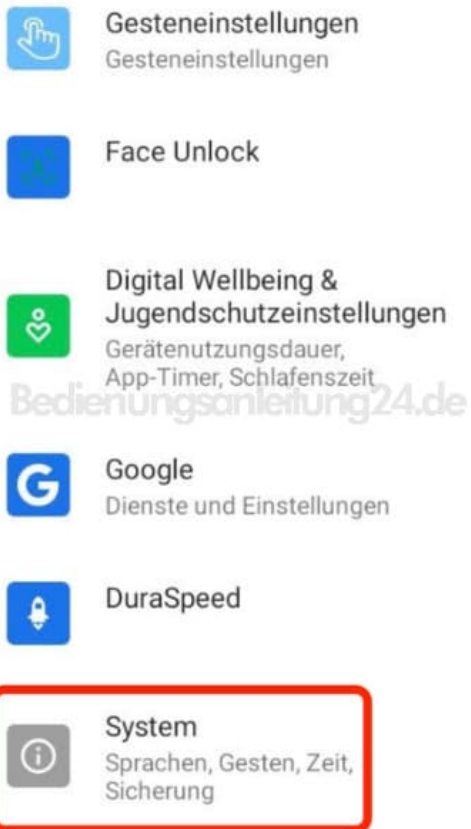 Gesteneinstellungen
Gesteneinstellungen
Face Unlock
Digital Wellbeing &
Jugendschutzeinstellungen
Gerätenutzungsdauer,
App-Timer, Schlafenszeit
Bedienungsanleitung24.de
Google
Dienste und Einstellungen
DuraSpeed
System
Sprachen, Gesten, Zeit,
Sicherung